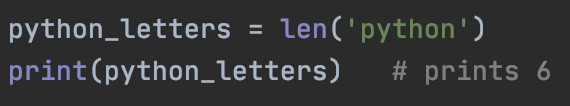 python_letters = len('python')
print(python_letters)   # prints 6